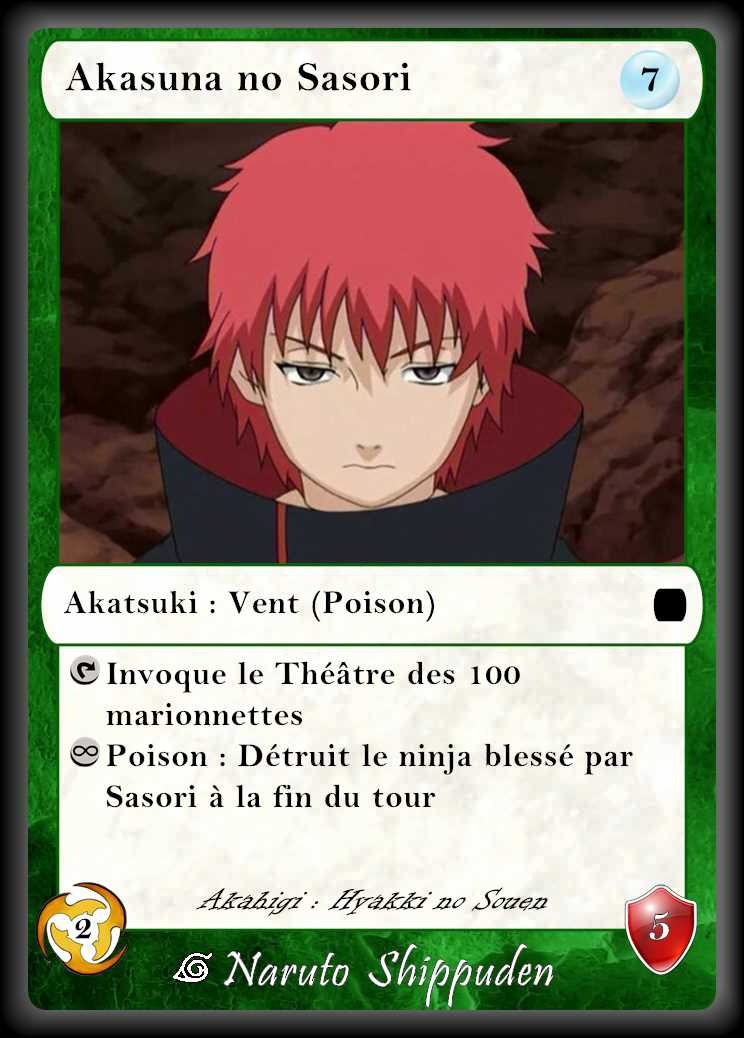 Akasuna no Sasori
7
Akatsuki : Vent (Poison)
Invoque le Théâtre des 100
marionnettes
∞ Poison : Détruit le ninja blessé par
Sasori à la fin du tour
Akahigi : Hyakki no Souen
2
5
Naruto Shippuden